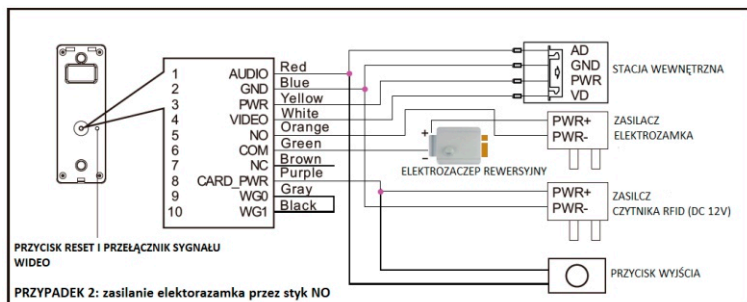 1 AUDIO Red
2 GND Blue
3 PWR Yellow
4 VIDEO White
5 NO Orange
6 COM Green
7 NC Brown
8 CARD_PWR Purple
9 WG0 Gray
10 WG1 Black
AD
GND
PWR
VD
STACJA WEWNĘTRZNA
+
−
ELEKTROZACZEP REWERSYJNY
PWR+
PWR-
ZASILACZ
ELEKTROZAMKA
PWR+
PWR-
ZASILCZ
CZYTNIKA RFID (DC 12V)
PRZYCISK WYJŚCIA
PRZYCISK RESET I PRZEŁĄCZNIK SYGNAŁU
WIDEO
PRZYPADEK 2: zasilanie elektorazamka przez styk NO